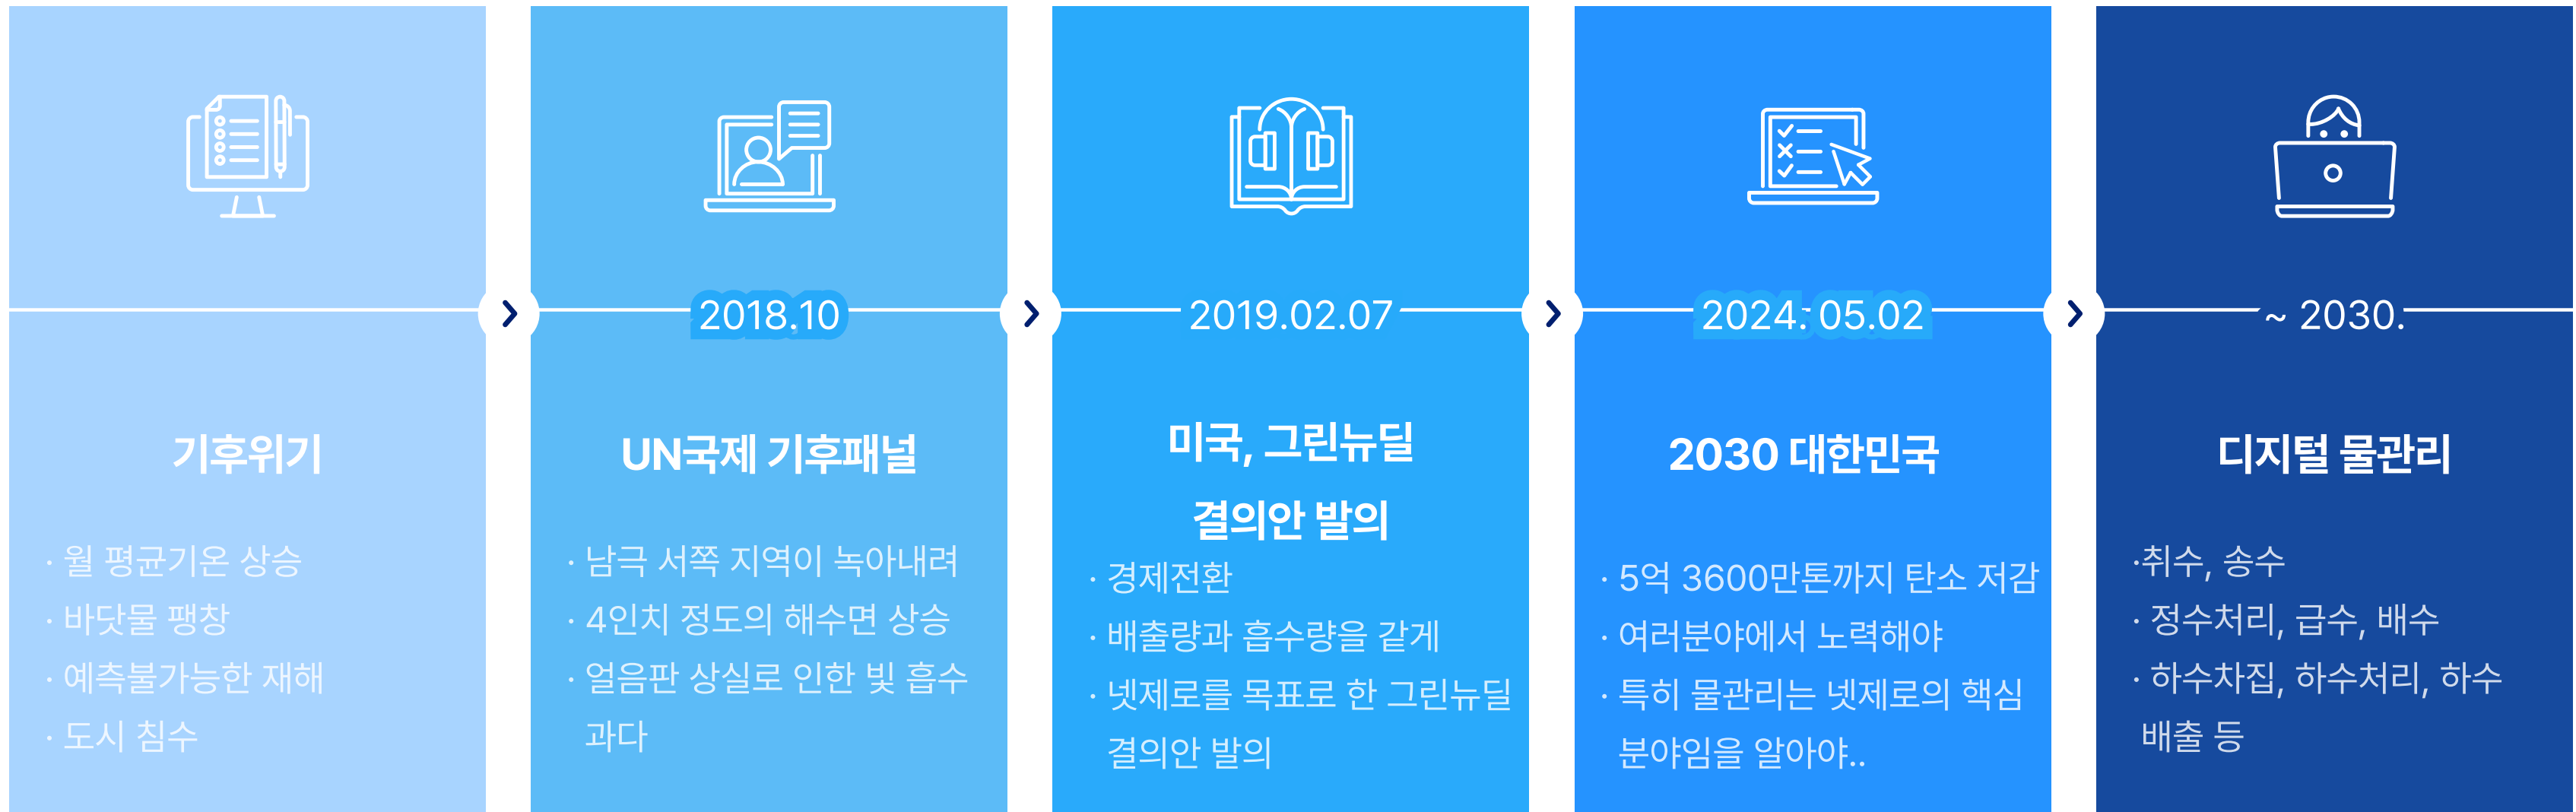 기후위기
· 월 평균기온 상승
· 바닷물 팽창
· 예측불가능한 재해
· 도시 침수
2018.10
UN국제 기후패널
· 남극 서쪽 지역이 녹아내려
· 4인치 정도의 해수면 상승
· 얼음판 상실로 인한 빛 흡수
과다
2019.02.07
미국, 그린뉴딜
결의안 발의
· 경제전환
· 배출량과 흡수량을 같게
· 넷제로를 목표로 한 그린뉴딜
결의안 발의
2024. 05.02
2030 대한민국
· 5억 3600만톤까지 탄소 저감
· 여러분야에서 노력해야
· 특히 물관리는 넷제로의 핵심
분야임을 알아야..
~ 2030.
디지털 물관리
·취수, 송수
· 정수처리, 급수, 배수
· 하수차집, 하수처리, 하수
배출 등